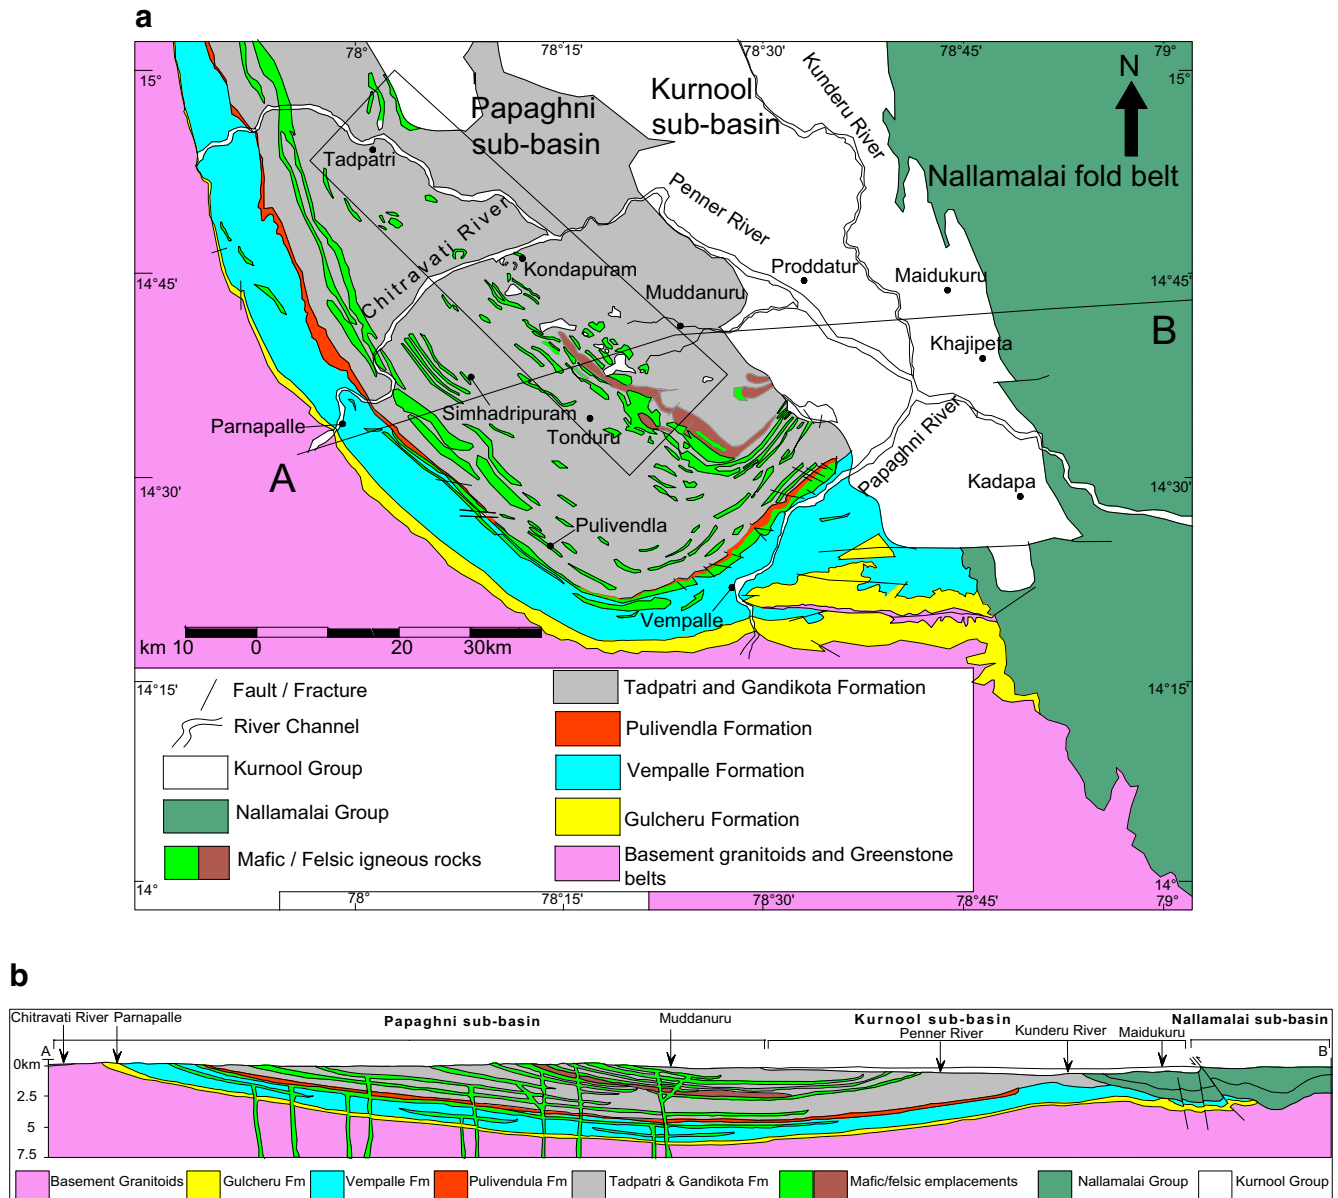 a
78°
78°15'
78°30'
78°45'
79°
15°
15°
N
Papaghni
sub-basin
Kurnool
sub-basin
Kunderu River
Nallamalai fold belt
Tadpatri
Penner River
Chitravati River
Kondapuram
Proddatur
Maidukuru
14°45'
14°45'
Muddanuru
B
Khajipeta
Simhadripuram
Parnapalle
Tonduru
A
Papaghni River
Kadapa
14°30'
14°30'
Pulivendla
Vempalle
km 10
0
20
30km
14°15'
14°15'
Fault / Fracture
River Channel
Kurnool Group
Nallamalai Group
Mafic / Felsic igneous rocks
Tadpatri and Gandikota Formation
Pulivendla Formation
Vempalle Formation
Gulcheru Formation
Basement granitoids and Greenstone
belts
14°
14°
78°
78°15'
78°30'
78°45'
79°
b
Chitravati River
Parnapalle
Papaghni sub-basin
Muddanuru
Kurnool sub-basin
Penner River
Kunderu River
Maidukuru
Nallamalai sub-basin
A
B
0km
2.5
5
7.5
Basement Granitoids
Gulcheru Fm
Vempalle Fm
Pulivendula Fm
Tadpatri & Gandikota Fm
Mafic/felsic emplacements
Nallamalai Group
Kurnool Group